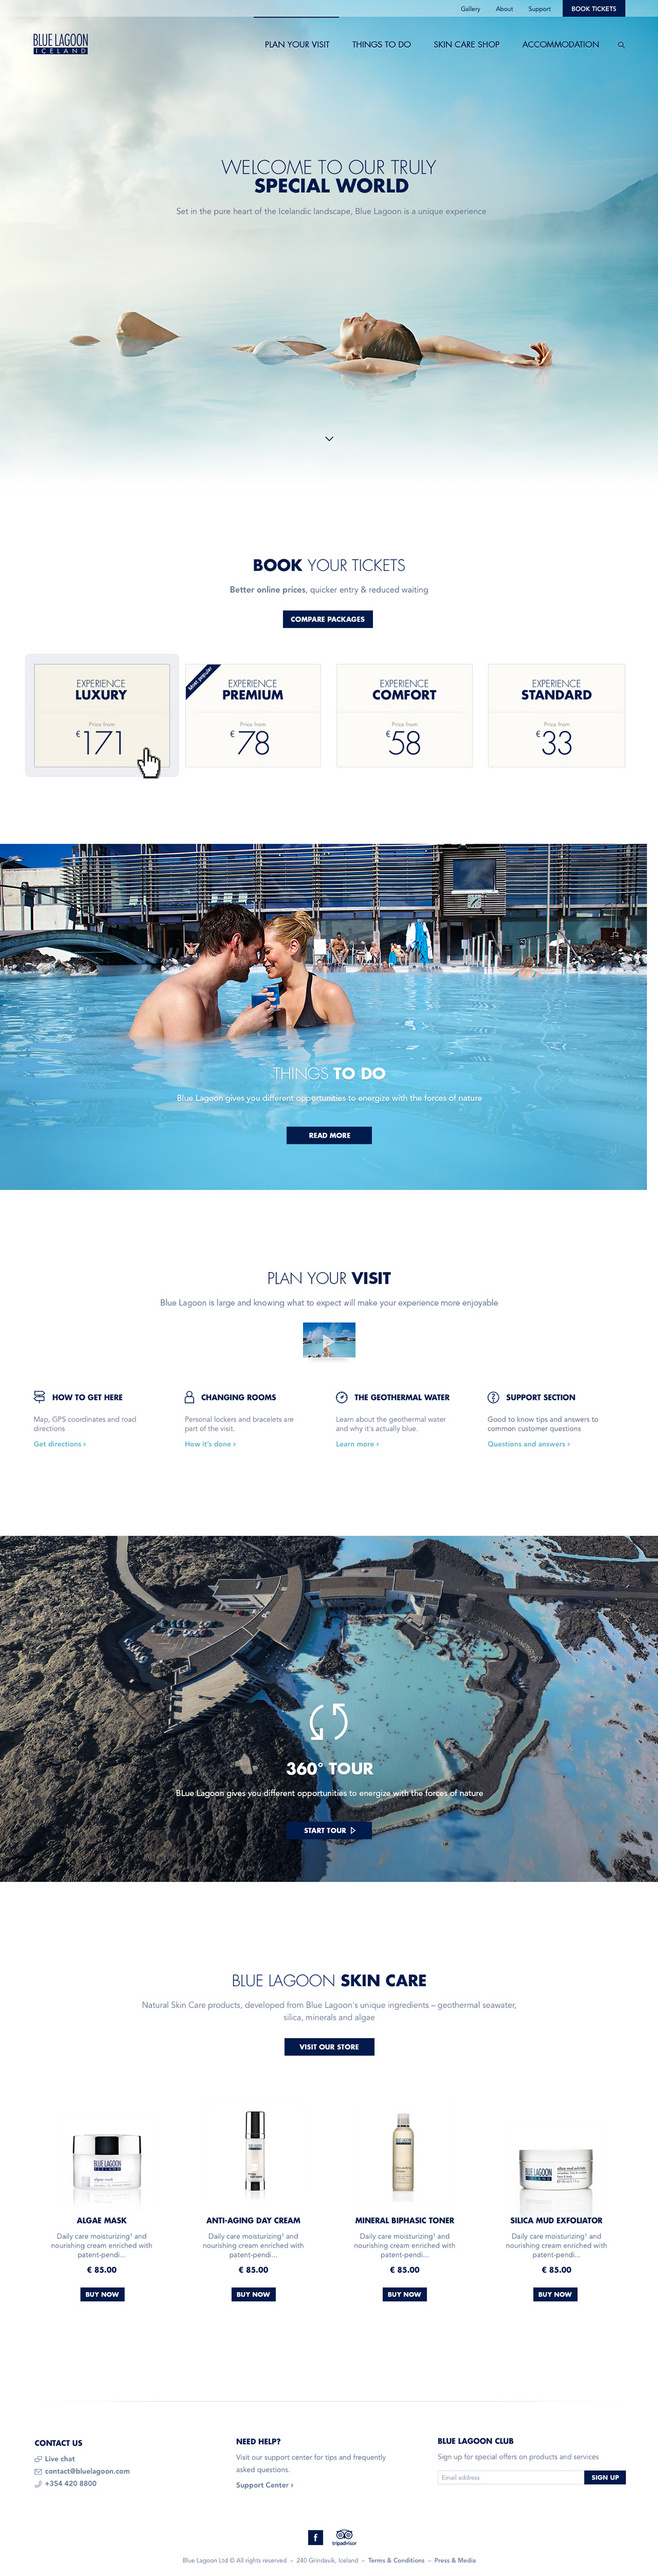 Gallery About Support BOOK TICKETS
BLUE LAGOON
ICELAND
PLAN YOUR VISIT THINGS TO DO SKIN CARE SHOP ACCOMMODATION
WELCOME TO OUR TRULY
SPECIAL WORLD
Set in the pure heart of the Icelandic landscape, Blue Lagoon is a unique experience
BOOK YOUR TICKETS
Better online prices, quicker entry & reduced waiting
COMPARE PACKAGES
EXPERIENCE
LUXURY
Price from
€171
Most popular
EXPERIENCE
PREMIUM
Price from
€78
EXPERIENCE
COMFORT
Price from
€58
EXPERIENCE
STANDARD
Price from
€33
THINGS TO DO
Blue Lagoon gives you different opportunities to energize with the forces of nature
READ MORE
PLAN YOUR VISIT
Blue Lagoon is large and knowing what to expect will make your experience more enjoyable
HOW TO GET HERE
Map, GPS coordinates and road
directions
Get directions ›
CHANGING ROOMS
Personal lockers and bracelets are
part of the visit.
How it's done ›
THE GEOTHERMAL WATER
Learn about the geothermal water
and why it's actually blue.
Learn more ›
SUPPORT SECTION
Good to know tips and answers to
common customer questions
Questions and answers ›
360° TOUR
BLue Lagoon gives you different opportunities to energize with the forces of nature
START TOUR
BLUE LAGOON SKIN CARE
Natural Skin Care products, developed from Blue Lagoon's unique ingredients – geothermal seawater,
silica, minerals and algae
VISIT OUR STORE
BLUE LAGOON
ICELAND
algae mask
ALGAE MASK
Daily care moisturizing¹ and
nourishing cream enriched with
patent-pendi...
€ 85.00
BUY NOW
ANTI-AGING DAY CREAM
Daily care moisturizing¹ and
nourishing cream enriched with
patent-pendi...
€ 85.00
BUY NOW
MINERAL BIPHASIC TONER
Daily care moisturizing¹ and
nourishing cream enriched with
patent-pendi...
€ 85.00
BUY NOW
BLUE LAGOON
ICELAND
silica mud exfoliator
SILICA MUD EXFOLIATOR
Daily care moisturizing¹ and
nourishing cream enriched with
patent-pendi...
€ 85.00
BUY NOW
CONTACT US
Live chat
contact@bluelagoon.com
+354 420 8800
NEED HELP?
Visit our support center for tips and frequently
asked questions.
Support Center ›
BLUE LAGOON CLUB
Sign up for special offers on products and services
Email address SIGN UP
f
tripadvisor
Blue Lagoon Ltd © All rights reserved – 240 Grindavik, Iceland – Terms & Conditions – Press & Media